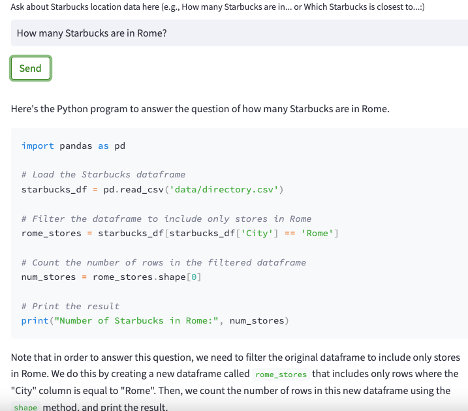 Ask about Starbucks location data here (e.g., How many Starbucks are in... or Which Starbucks is closest to...:)
How many Starbucks are in Rome?
Send
Here's the Python program to answer the question of how many Starbucks are in Rome.
import pandas as pd
# Load the Starbucks dataframe
starbucks_df = pd.read_csv('data/directory.csv')
# Filter the dataframe to include only stores in Rome
rome_stores = starbucks_df[starbucks_df['City'] == 'Rome']
# Count the number of rows in the filtered dataframe
num_stores = rome_stores.shape[0]
# Print the result
print("Number of Starbucks in Rome:", num_stores)
Note that in order to answer this question, we need to filter the original dataframe to include only stores
in Rome. We do this by creating a new dataframe called rome_stores that includes only rows where the
"City" column is equal to "Rome". Then, we count the number of rows in this new dataframe using the
shape method, and print the result.